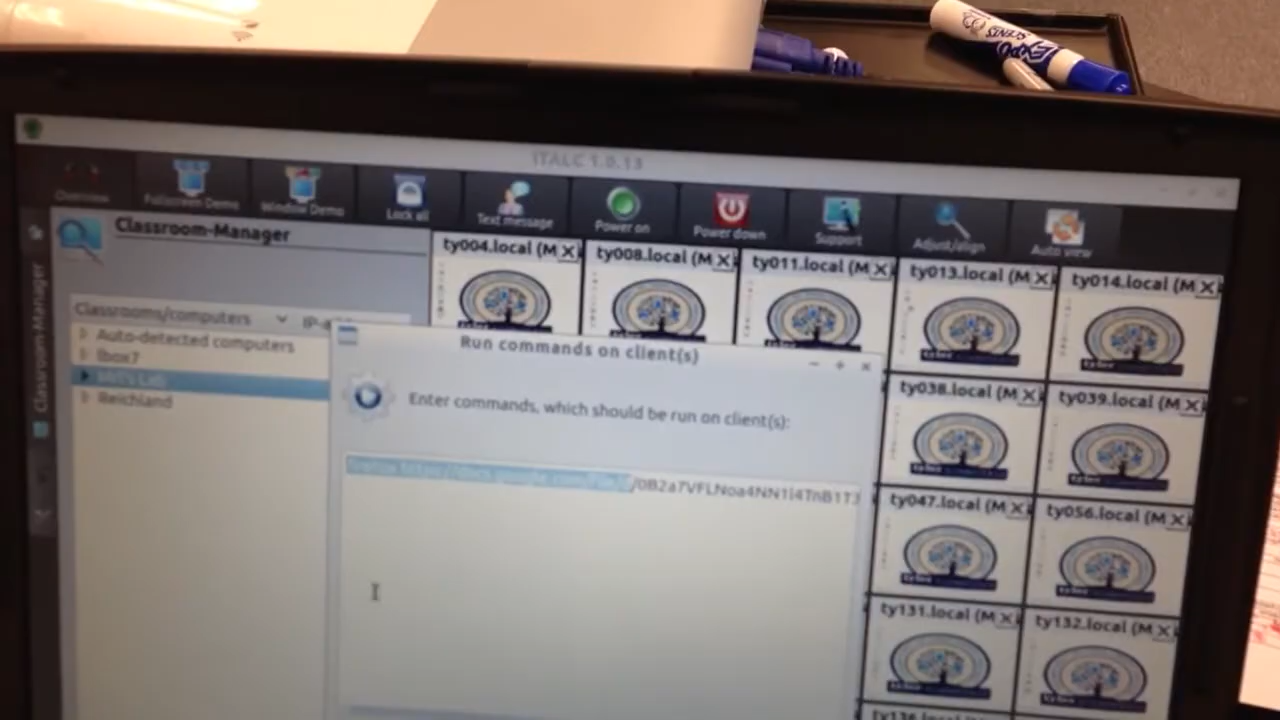 EXPO
iTALC 1.0.13
Overview
Fullscreen Demo
Window Demo
Lock all
Text message
Power on
Power down
Support
Adjust/align
Auto view
Classroom-Manager
Classroom-Manager
ty004.local (M
ty008.local (M
ty011.local (M
ty013.local (M
ty014.local (M
Classrooms/computers
Auto-detected computers
lbox7
Reichland
Run commands on client(s)
Enter commands, which should be run on client(s):
ty038.local (M
ty039.local (M
ty047.local (M
ty056.local (M
ty131.local (M
ty132.local (M